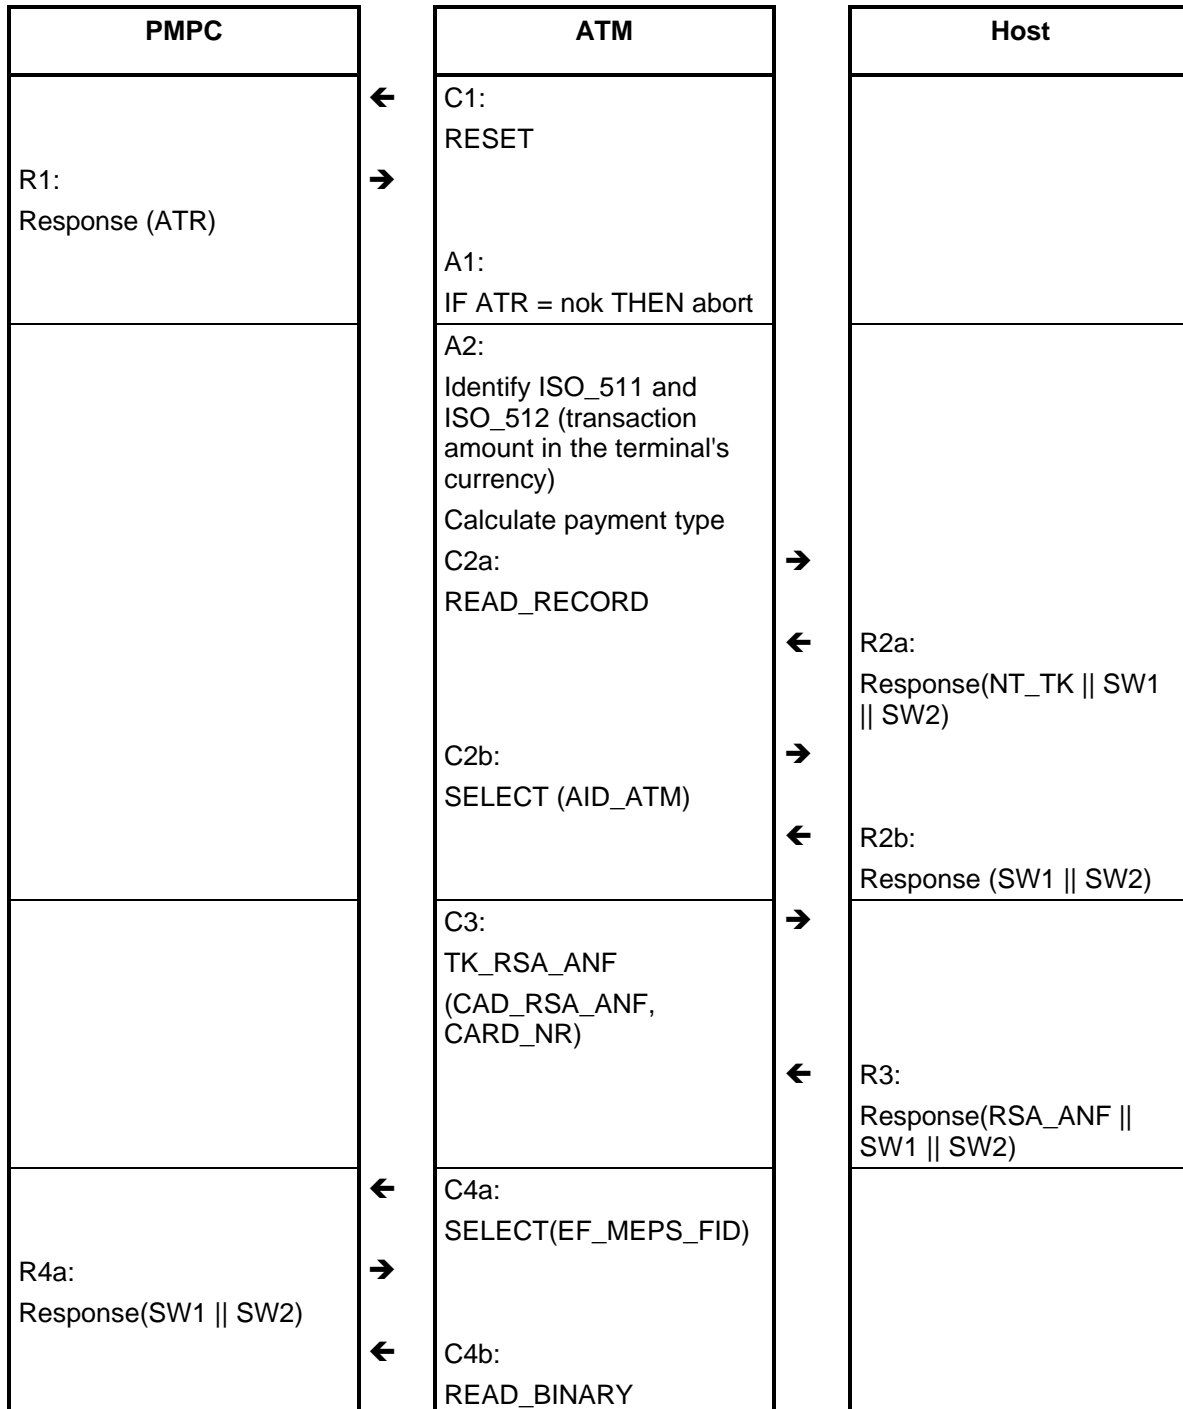 PMPC ATM Host
🡸 C1:
RESET
R1: 🡺
Response (ATR)
A1:
IF ATR = nok THEN abort
A2:
Identify ISO_511 and
ISO_512 (transaction
amount in the terminal's
currency)
Calculate payment type
C2a: 🡺
READ_RECORD
🡸 R2a:
Response(NT_TK || SW1
|| SW2)
C2b: 🡺
SELECT (AID_ATM)
🡸 R2b:
Response (SW1 || SW2)
C3: 🡺
TK_RSA_ANF
(CAD_RSA_ANF,
CARD_NR)
🡸 R3:
Response(RSA_ANF ||
SW1 || SW2)
🡸 C4a:
SELECT(EF_MEPS_FID)
R4a: 🡺
Response(SW1 || SW2)
🡸 C4b:
READ_BINARY